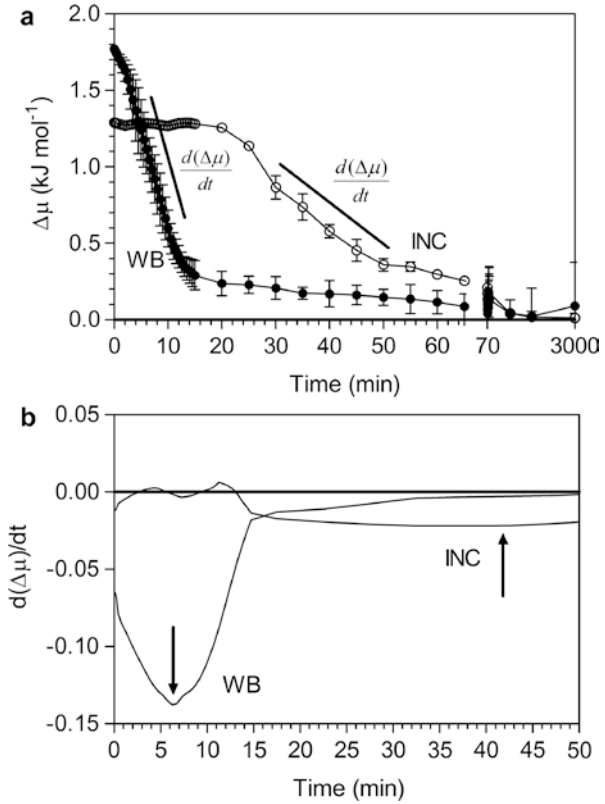 a
2.0
1.5
1.0
0.5
0.0
Δμ (kJ mol⁻¹)
d(Δμ)
dt
d(Δμ)
dt
WB
INC
0 10 20 30 40 50 60 70 3000
Time (min)
b
0.05
0.00
-0.05
-0.10
-0.15
d(Δμ)/dt
INC
WB
0 5 10 15 20 25 30 35 40 45 50
Time (min)